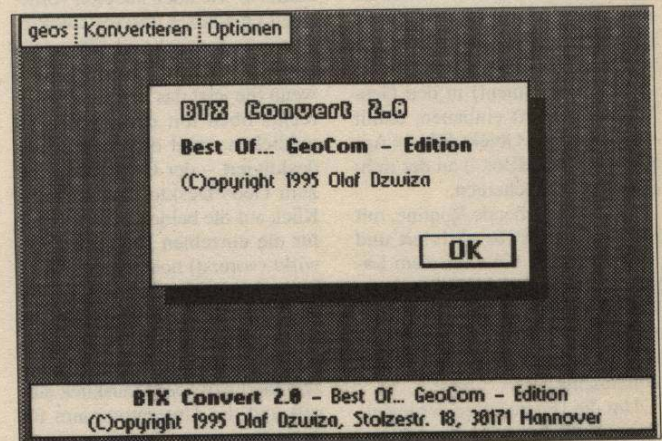 geos Konvertieren Optionen
BTX Convert 2.0
Best Of... GeoCom - Edition
(C)opyright 1995 Olaf Dzwiza
OK
BTX Convert 2.0 - Best Of... GeoCom - Edition
(C)opyright 1995 Olaf Dzwiza, Stolzestr. 18, 30171 Hannover